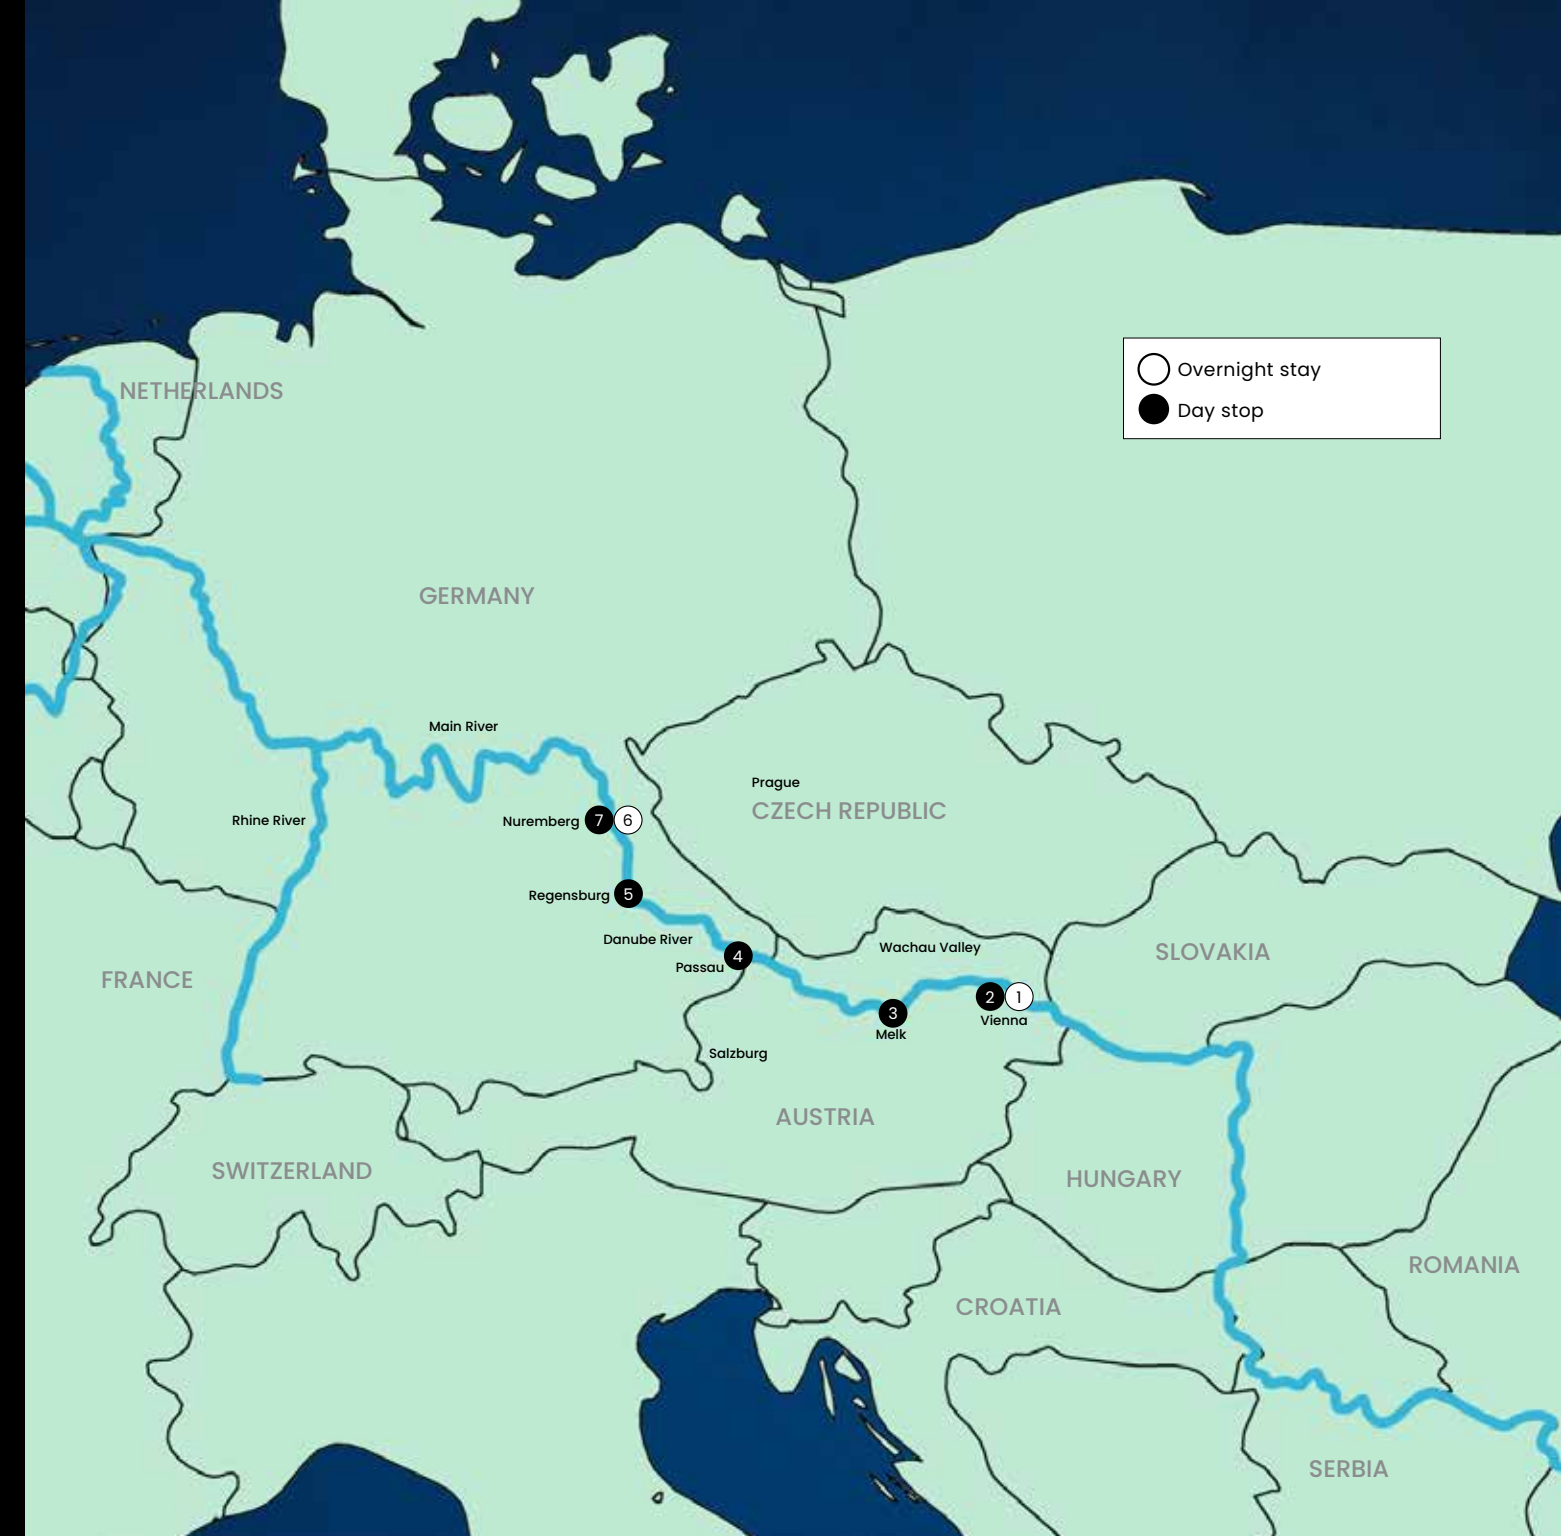 Overnight stay
Day stop
NETHERLANDS
GERMANY
Main River
Prague
CZECH REPUBLIC
Rhine River
Nuremberg 7 6
Regensburg 5
Danube River
Wachau Valley
SLOVAKIA
4
Passau
FRANCE
2 1
Vienna
3
Melk
Salzburg
AUSTRIA
SWITZERLAND
HUNGARY
ROMANIA
CROATIA
SERBIA